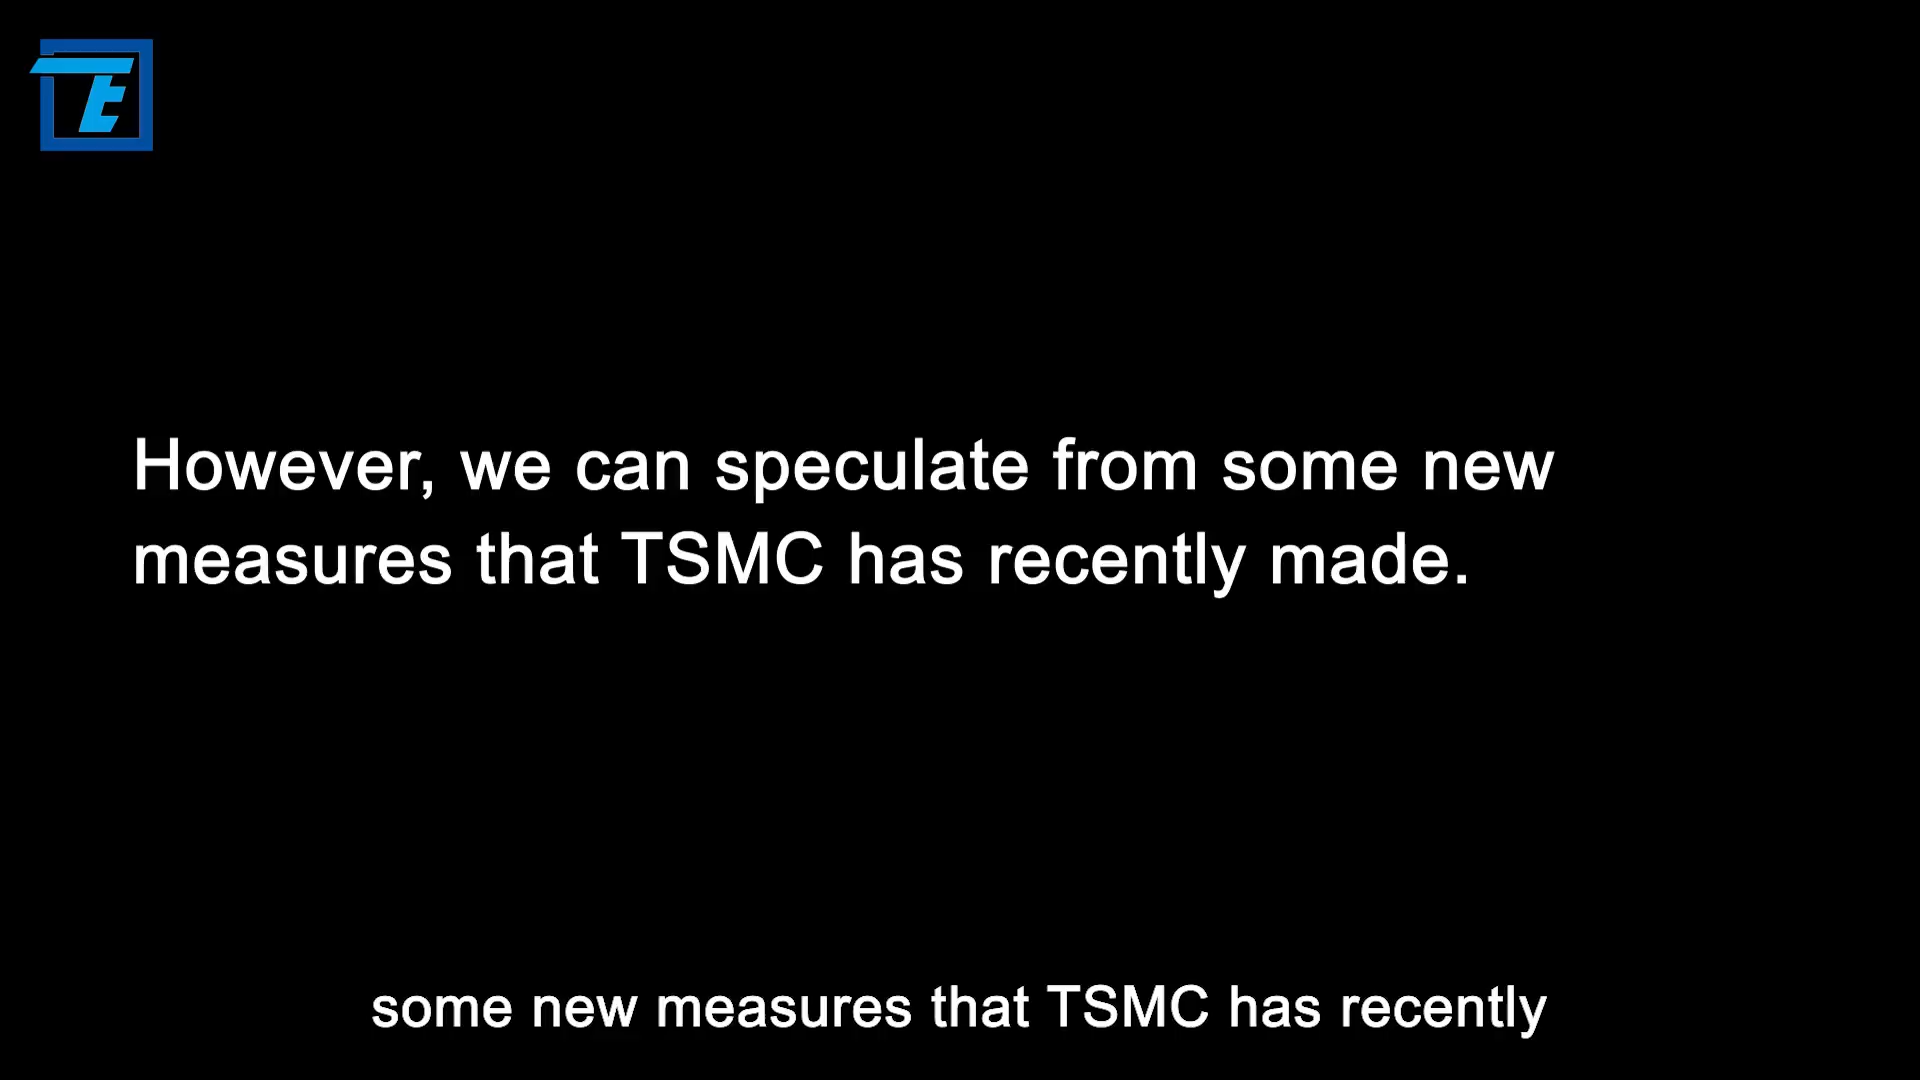 TE
However, we can speculate from some new
measures that TSMC has recently made.
some new measures that TSMC has recently